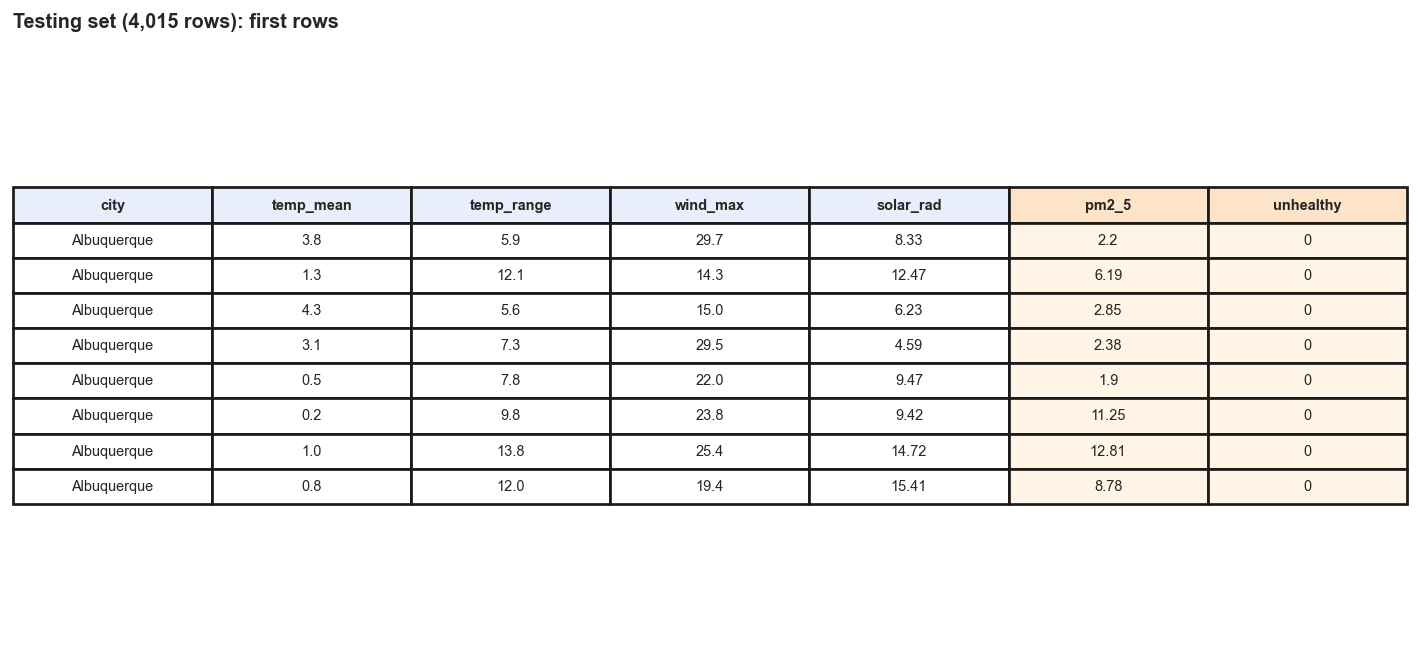 Testing set (4,015 rows): first rows
city temp_mean temp_range wind_max solar_rad pm2_5 unhealthy
Albuquerque 3.8 5.9 29.7 8.33 2.2 0
Albuquerque 1.3 12.1 14.3 12.47 6.19 0
Albuquerque 4.3 5.6 15.0 6.23 2.85 0
Albuquerque 3.1 7.3 29.5 4.59 2.38 0
Albuquerque 0.5 7.8 22.0 9.47 1.9 0
Albuquerque 0.2 9.8 23.8 9.42 11.25 0
Albuquerque 1.0 13.8 25.4 14.72 12.81 0
Albuquerque 0.8 12.0 19.4 15.41 8.78 0